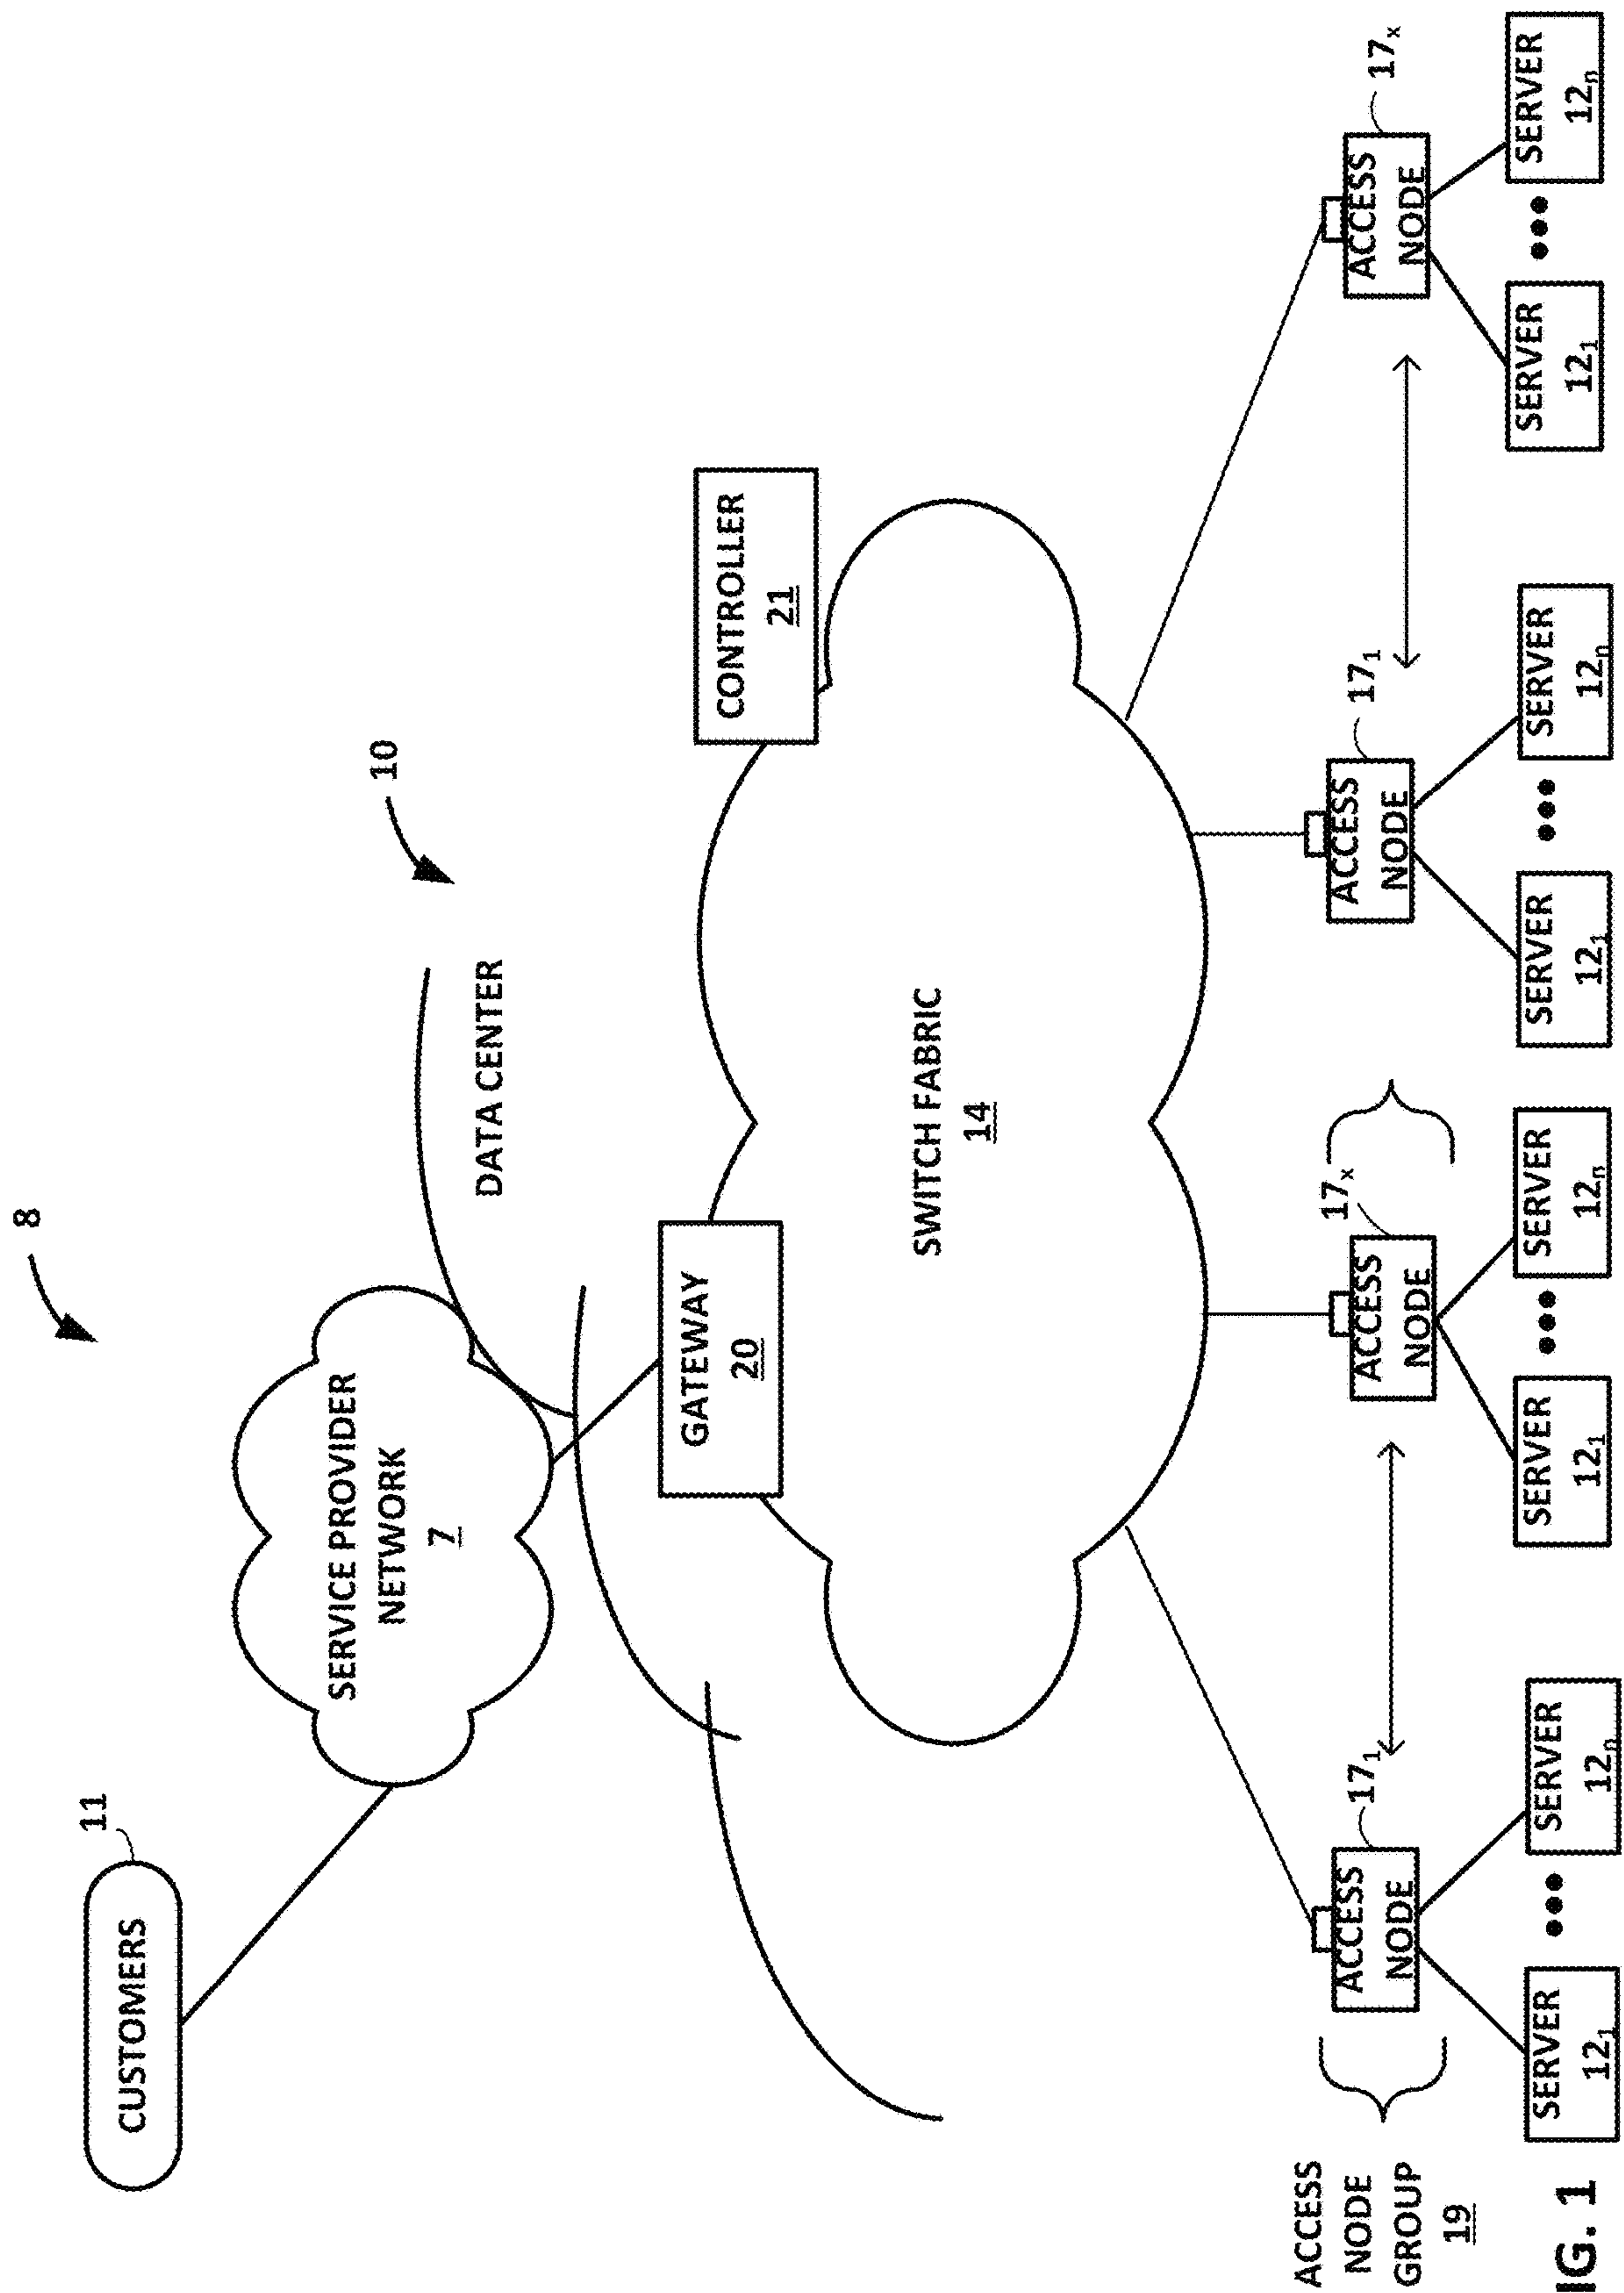 8
CUSTOMERS
11
SERVICE PROVIDER
NETWORK
7
10
DATA CENTER
GATEWAY
20
CONTROLLER
21
SWITCH FABRIC
14
ACCESS
NODE
GROUP
19
ACCESS
NODE
17₁
ACCESS
NODE
17ₓ
ACCESS
NODE
17₁
ACCESS
NODE
17ₓ
SERVER
12₁
SERVER
12ₙ
SERVER
12₁
SERVER
12ₙ
SERVER
12₁
SERVER
12ₙ
SERVER
12₁
SERVER
12ₙ
IG. 1